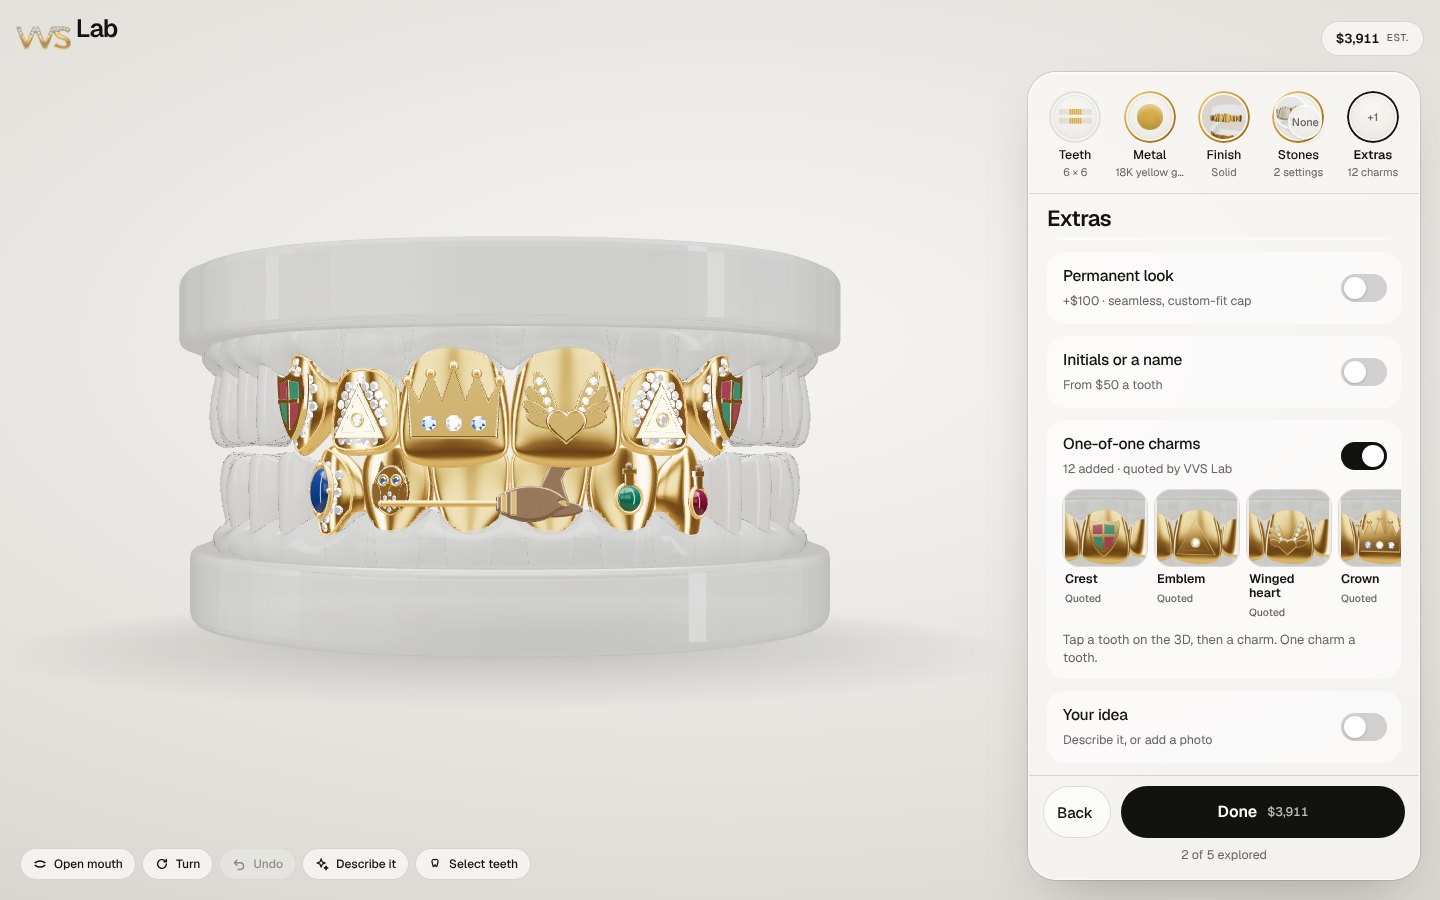 VVS Lab
$3,911 EST.
Teeth
6 × 6
Metal
18K yellow g...
Finish
Solid
None
Stones
2 settings
+1
Extras
12 charms
Extras
Permanent look
+$100 · seamless, custom-fit cap
Initials or a name
From $50 a tooth
One-of-one charms
12 added · quoted by VVS Lab
Crest
Quoted
Emblem
Quoted
Winged
heart
Quoted
Crown
Quoted
Tap a tooth on the 3D, then a charm. One charm a
tooth.
Your idea
Describe it, or add a photo
Back
Done $3,911
2 of 5 explored
Open mouth
Turn
Undo
Describe it
Select teeth